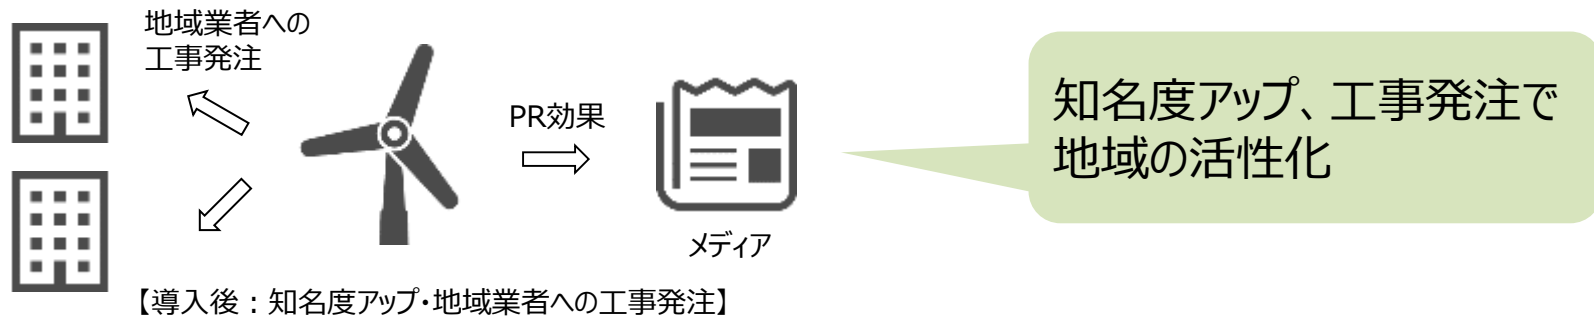 地域業者への
工事発注
PR効果
メディア
知名度アップ、工事発注で
地域の活性化
【導入後：知名度アップ・地域業者への工事発注】